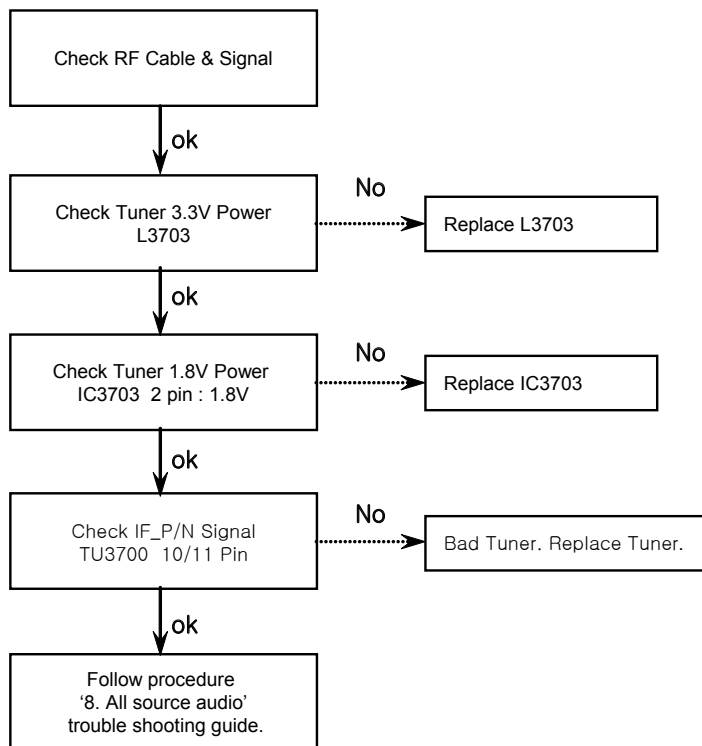 Check RF Cable & Signal
ok
Check Tuner 3.3V Power
L3703
No
Replace L3703
ok
Check Tuner 1.8V Power
IC3703 2 pin : 1.8V
No
Replace IC3703
ok
Check IF_P/N Signal
TU3700 10/11 Pin
No
Bad Tuner. Replace Tuner.
ok
Follow procedure
‘8. All source audio’
trouble shooting guide.